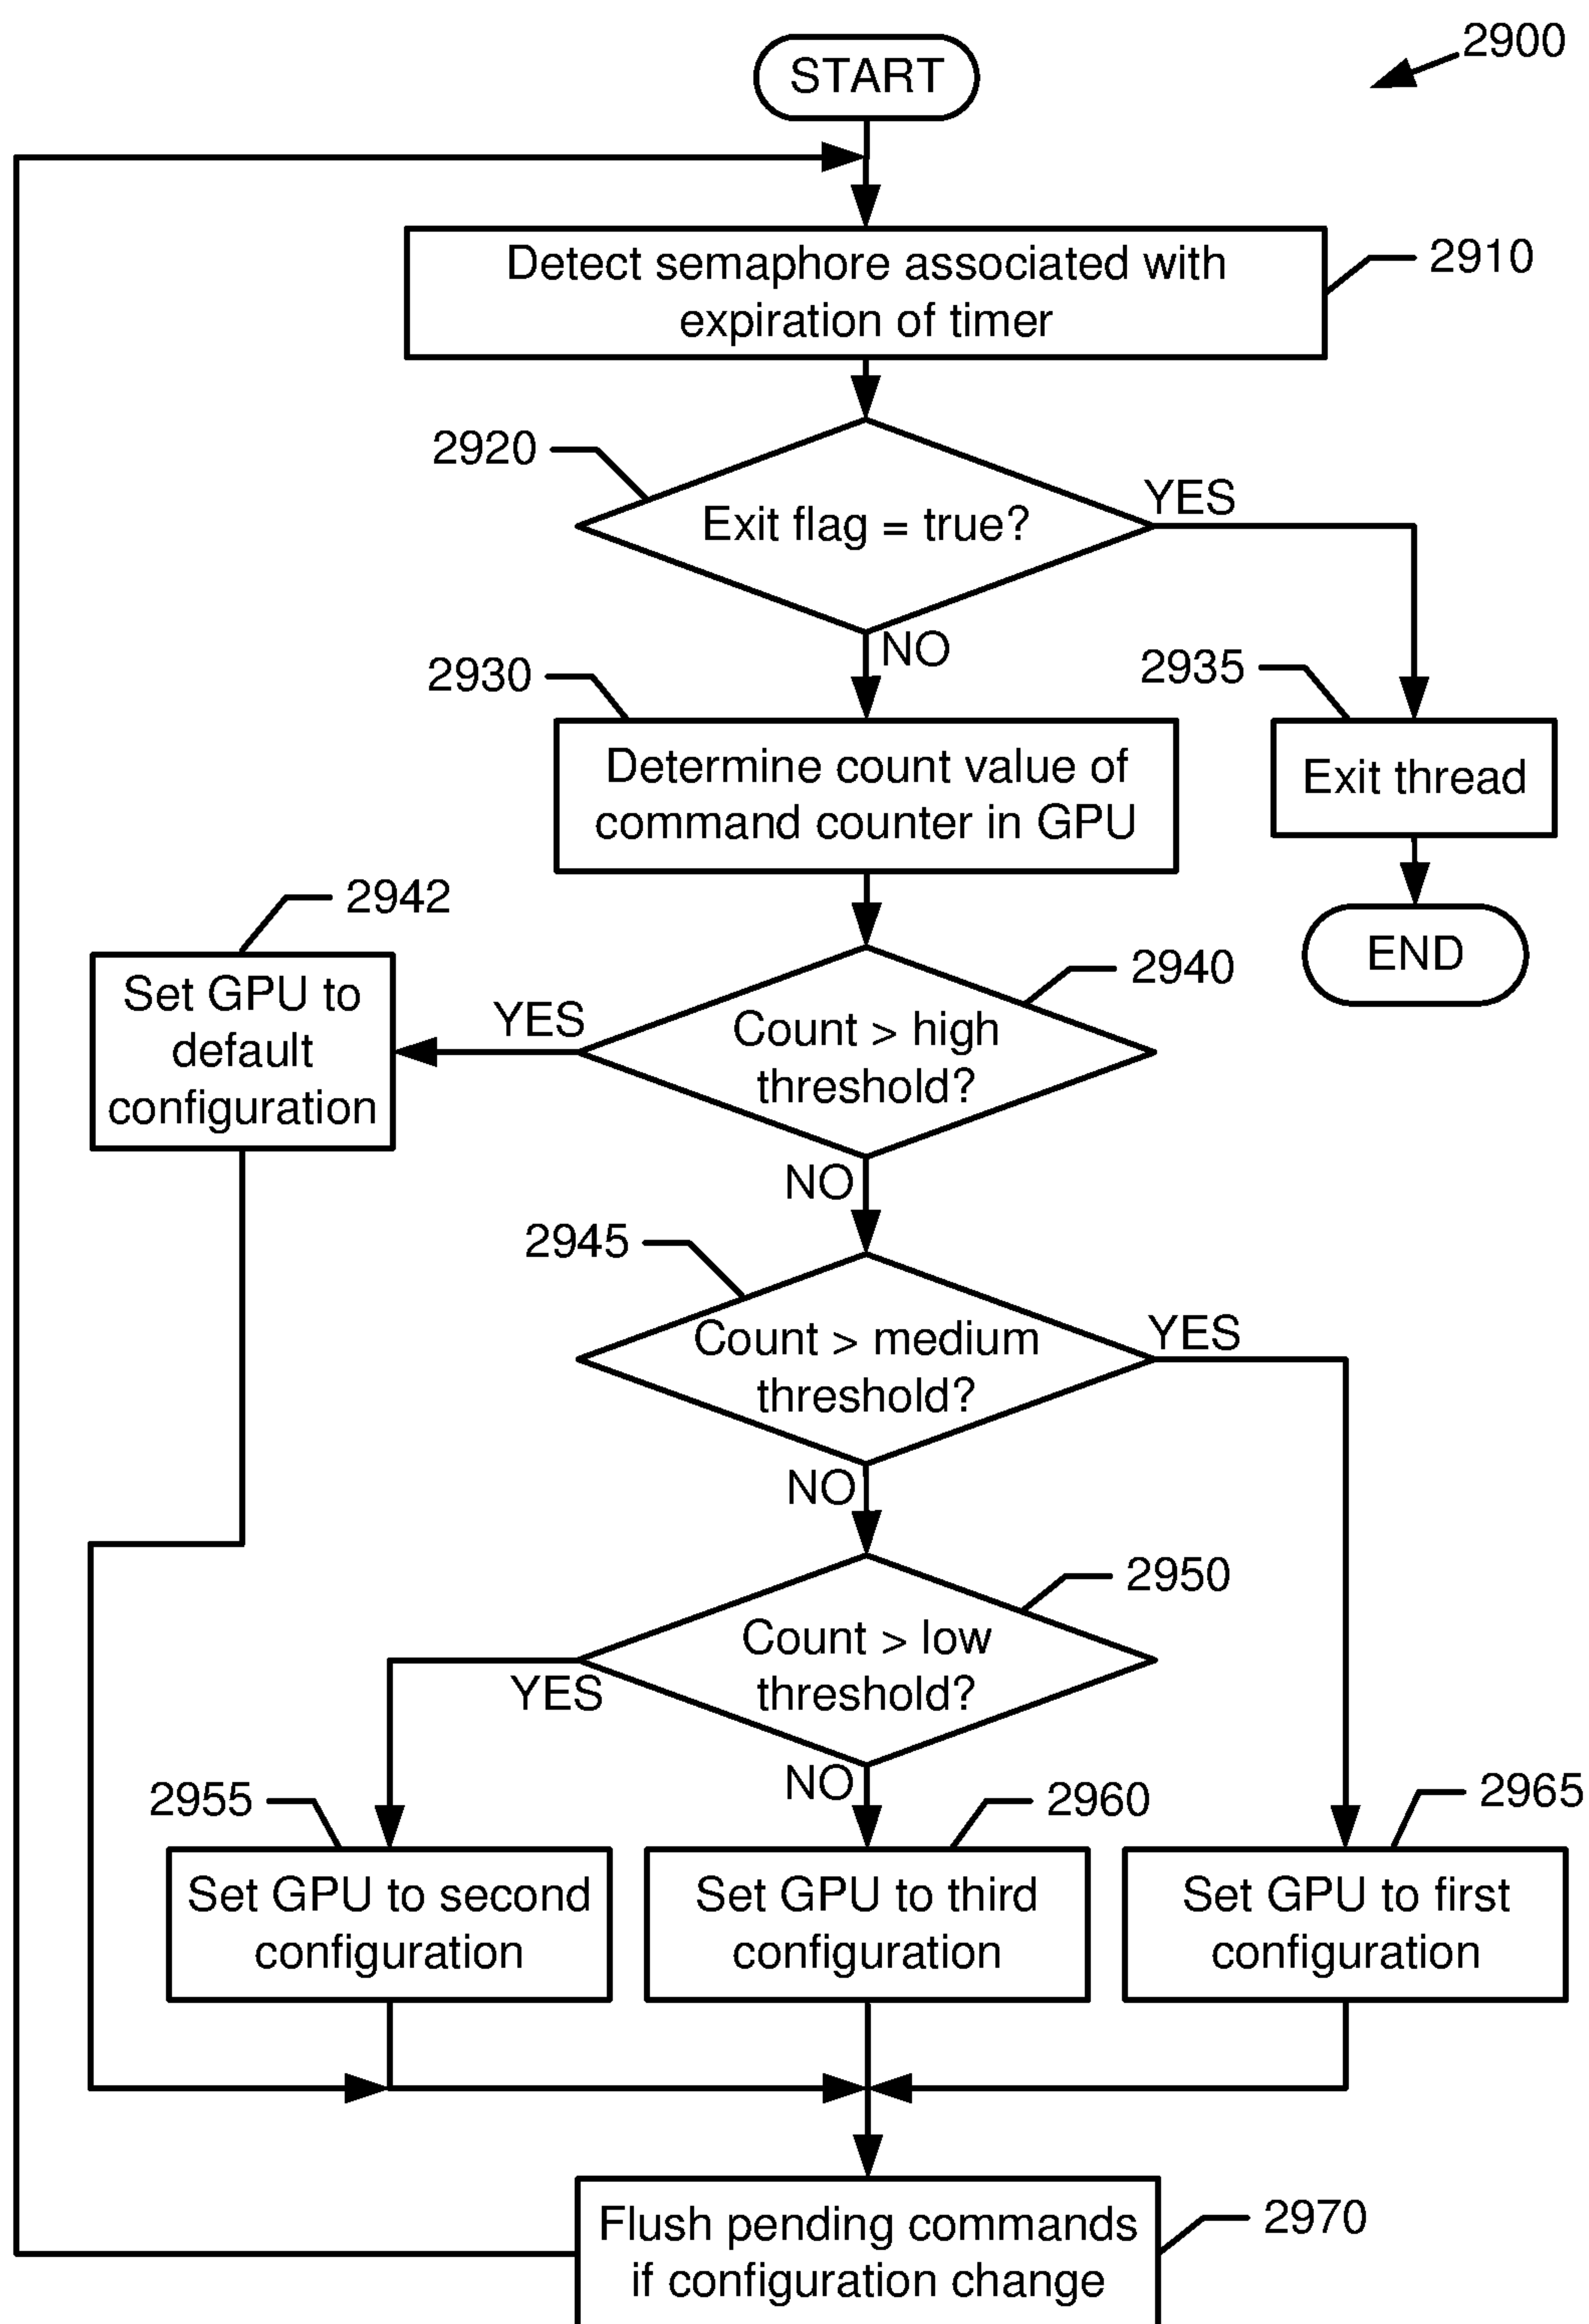 2900
START
Detect semaphore associated with
expiration of timer
2910
2920
Exit flag = true?
YES
NO
2930
2935
Determine count value of
command counter in GPU
Exit thread
2942
END
Set GPU to
default
configuration
2940
YES
Count > high
threshold?
NO
2945
Count > medium
threshold?
YES
NO
2950
Count > low
threshold?
YES
NO
2955
2960
2965
Set GPU to second
configuration
Set GPU to third
configuration
Set GPU to first
configuration
Flush pending commands
if configuration change
2970